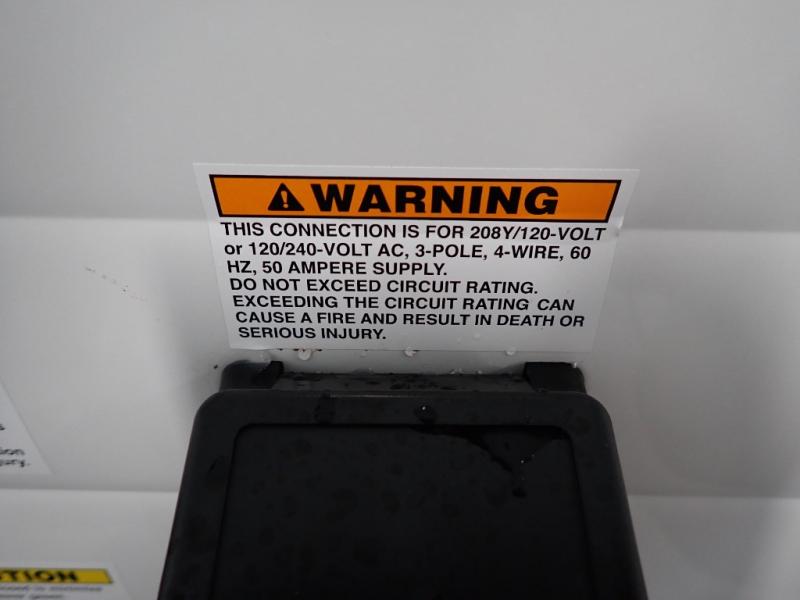 WARNING
THIS CONNECTION IS FOR 208Y/120-VOLT
or 120/240-VOLT AC, 3-POLE, 4-WIRE, 60
HZ, 50 AMPERE SUPPLY.
DO NOT EXCEED CIRCUIT RATING.
EXCEEDING THE CIRCUIT RATING CAN
CAUSE A FIRE AND RESULT IN DEATH OR
SERIOUS INJURY.